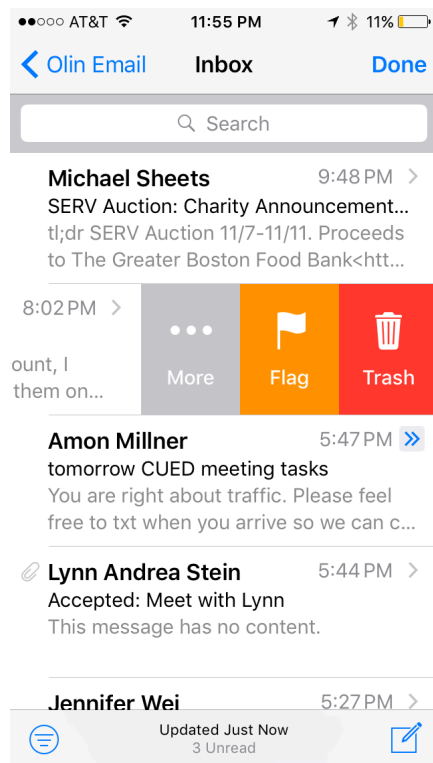 AT&T 11:55 PM 11%
Olin Email Inbox Done
Search
Michael Sheets 9:48 PM
SERV Auction: Charity Announcement...
tl;dr SERV Auction 11/7-11/11. Proceeds
to The Greater Boston Food Bank<htt...
8:02 PM
ount, I
them on...
More Flag Trash
Amon Millner 5:47 PM
tomorrow CUED meeting tasks
You are right about traffic. Please feel
free to txt when you arrive so we can c...
Lynn Andrea Stein 5:44 PM
Accepted: Meet with Lynn
This message has no content.
Jennifer Wei 5:27 PM
Updated Just Now
3 Unread